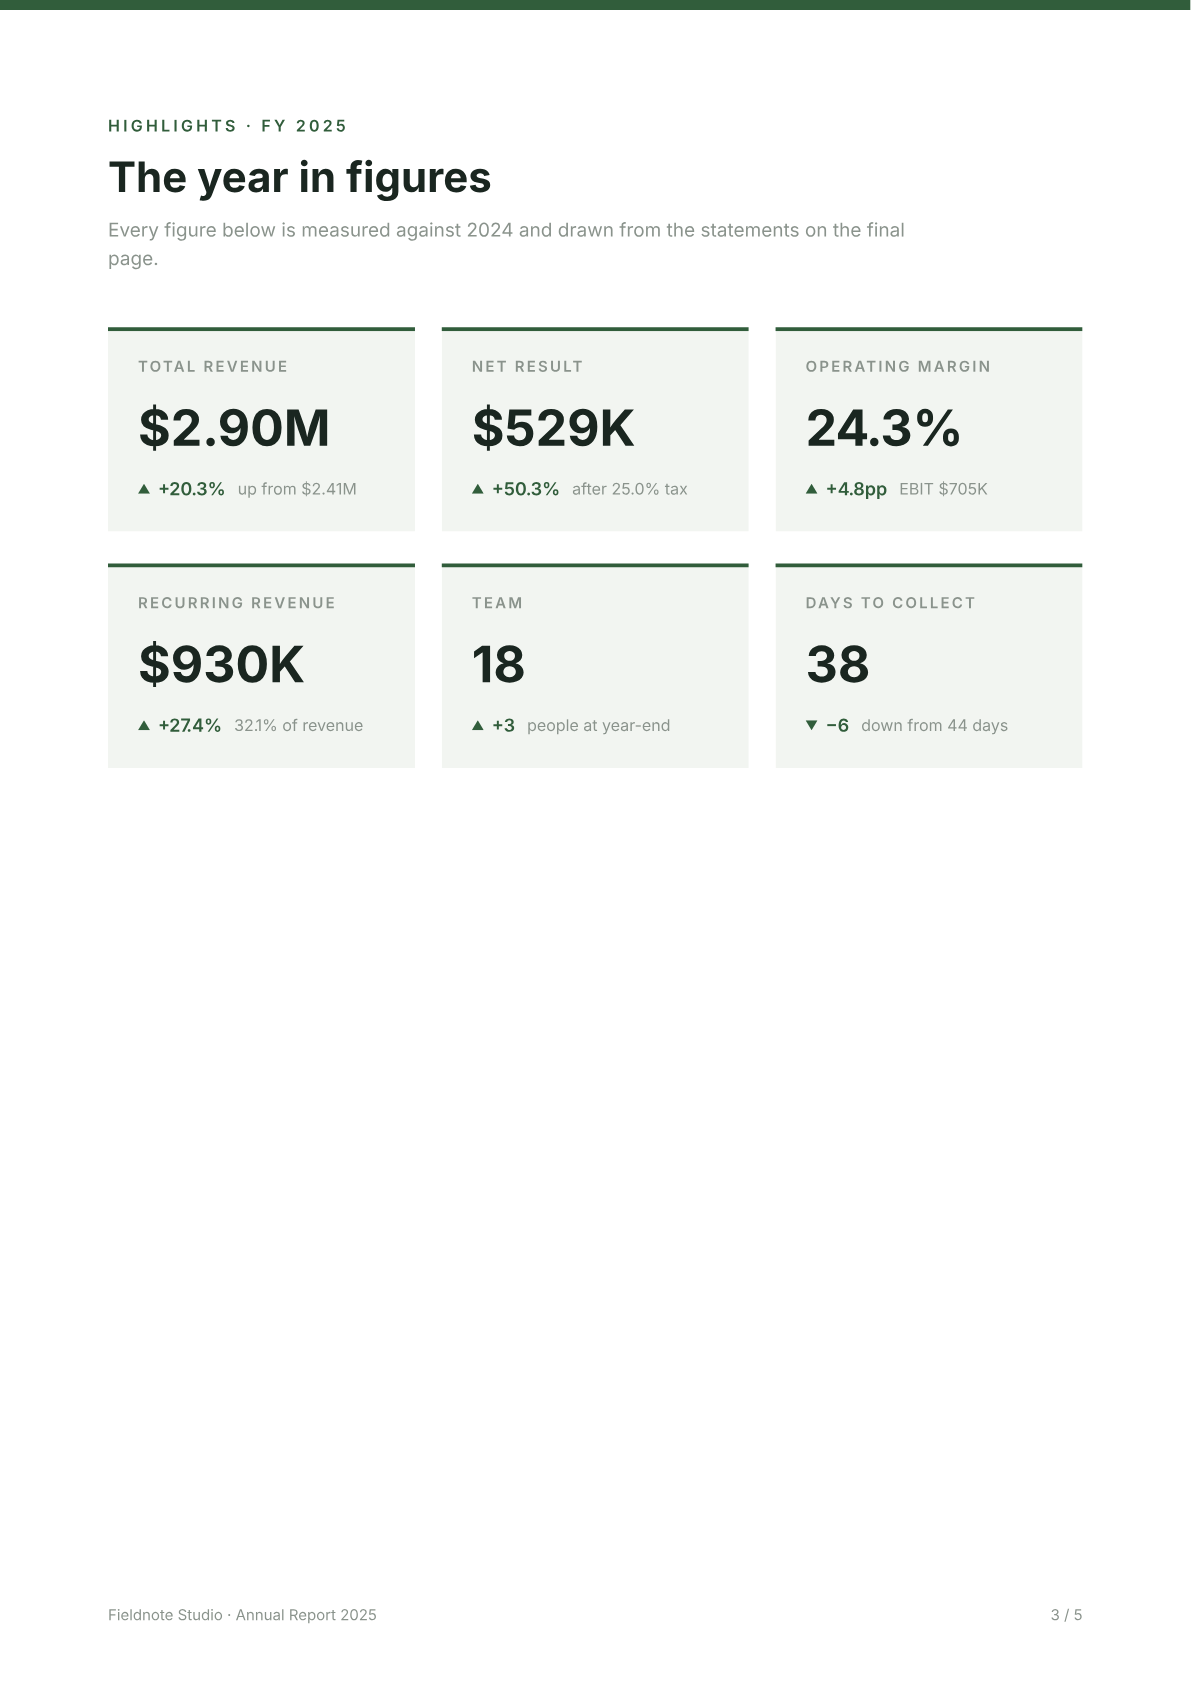 HIGHLIGHTS · FY 2025
The year in figures
Every figure below is measured against 2024 and drawn from the statements on the final
page.
TOTAL REVENUE
$2.90M
▲ +20.3% up from $2.41M
NET RESULT
$529K
▲ +50.3% after 25.0% tax
OPERATING MARGIN
24.3%
▲ +4.8pp EBIT $705K
RECURRING REVENUE
$930K
▲ +27.4% 32.1% of revenue
TEAM
18
▲ +3 people at year-end
DAYS TO COLLECT
38
▼ −6 down from 44 days
Fieldnote Studio · Annual Report 2025
3 / 5